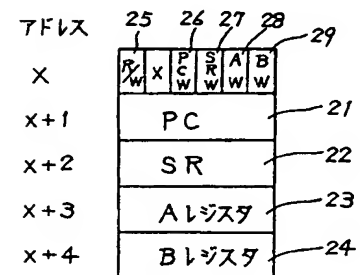 アドレス 25 26 27 28 29
X R/W X PCW SRW AW BW
X+1 PC 21
X+2 SR 22
X+3 Aレジスタ 23
X+4 Bレジスタ 24